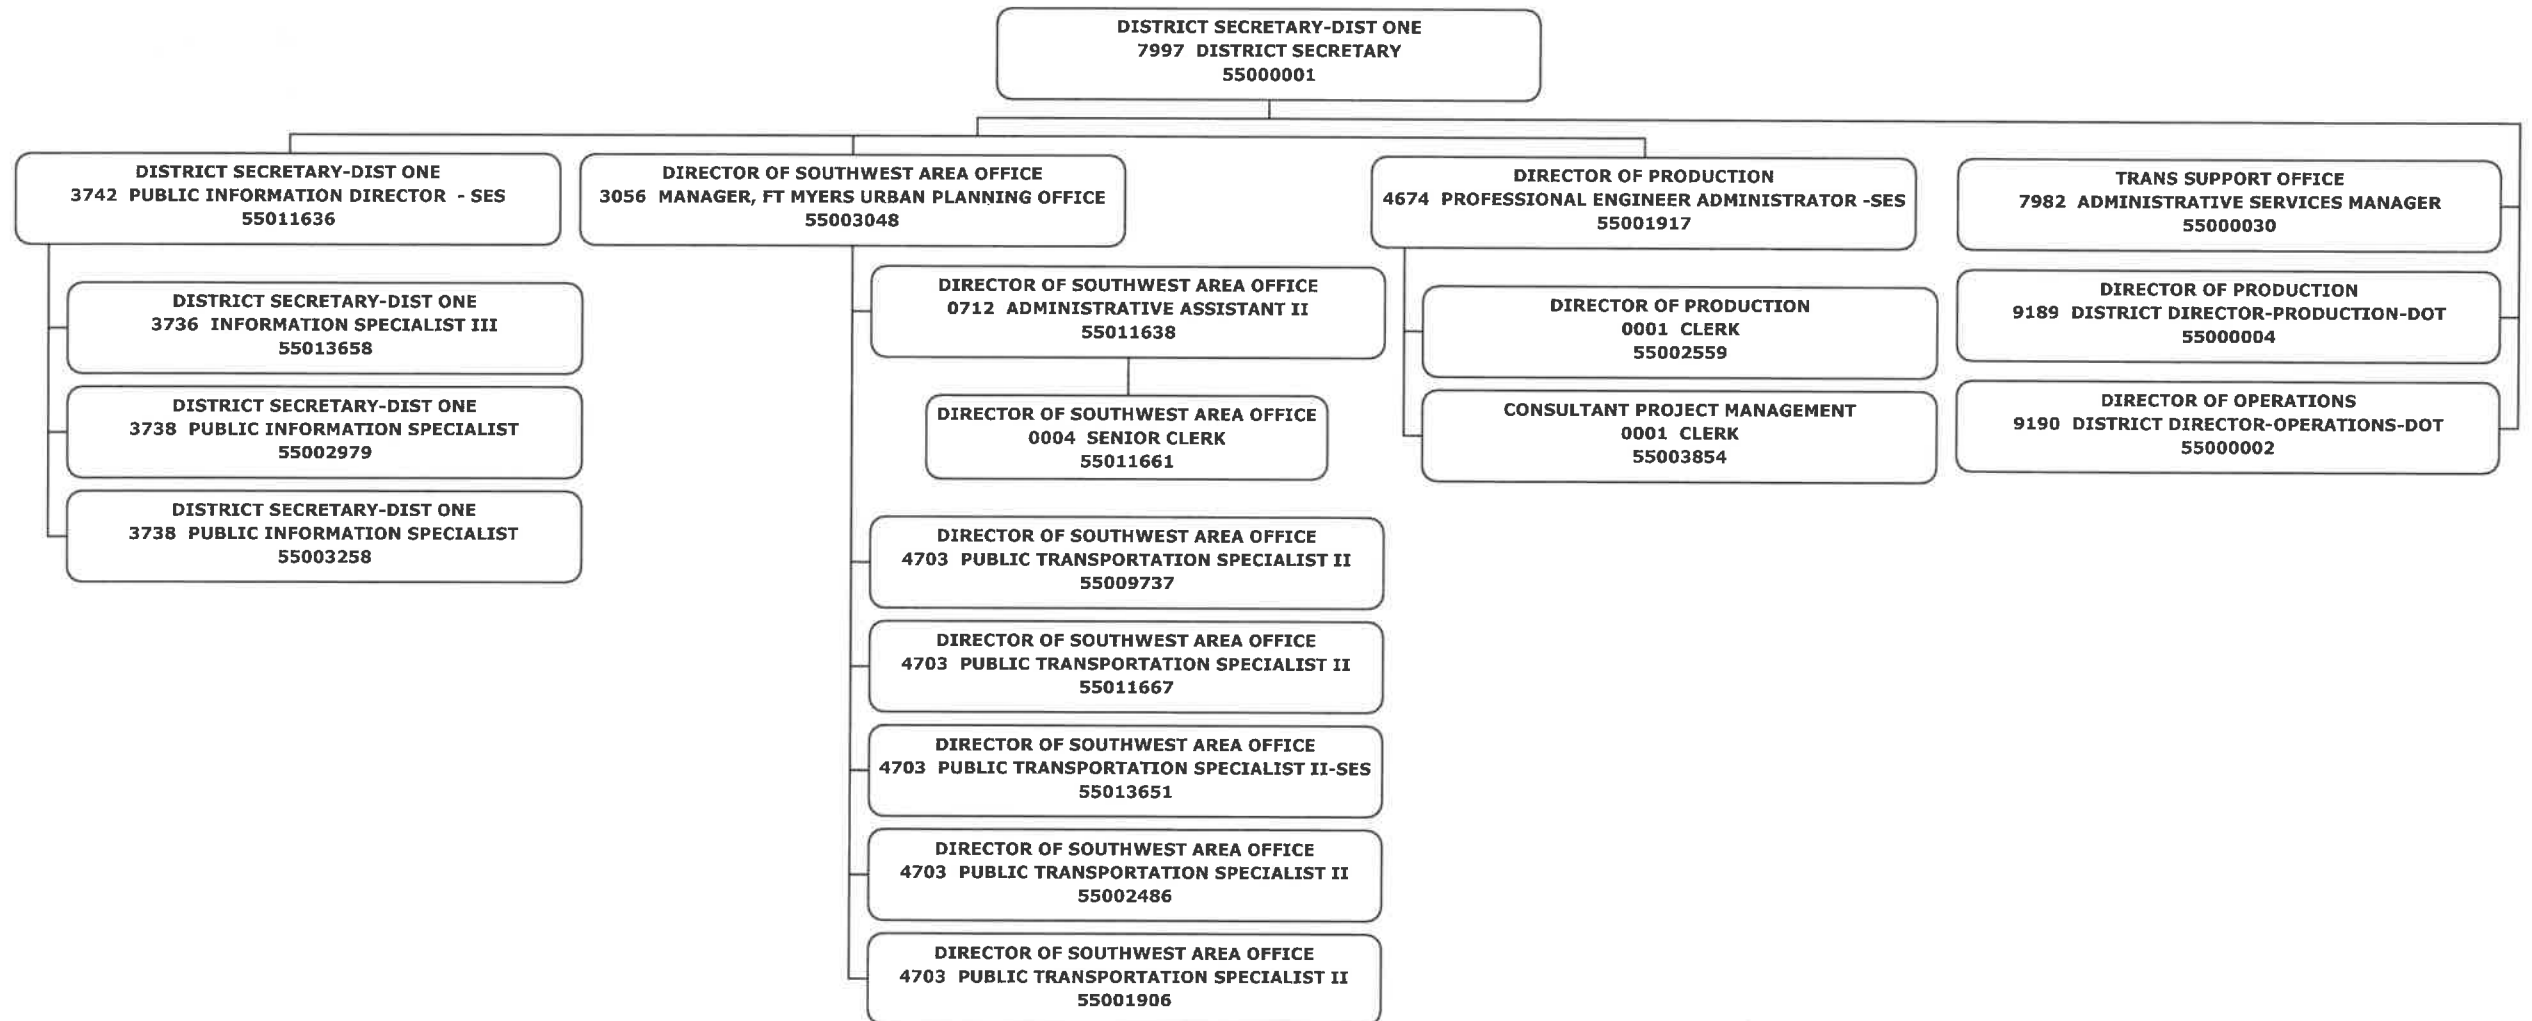 DISTRICT SECRETARY-DIST ONE
7997 DISTRICT SECRETARY
55000001
DISTRICT SECRETARY-DIST ONE
3742 PUBLIC INFORMATION DIRECTOR - SES
55011636
DISTRICT SECRETARY-DIST ONE
3736 INFORMATION SPECIALIST III
55013658
DISTRICT SECRETARY-DIST ONE
3738 PUBLIC INFORMATION SPECIALIST
55002979
DISTRICT SECRETARY-DIST ONE
3738 PUBLIC INFORMATION SPECIALIST
55003258
DIRECTOR OF SOUTHWEST AREA OFFICE
3056 MANAGER, FT MYERS URBAN PLANNING OFFICE
55003048
DIRECTOR OF SOUTHWEST AREA OFFICE
0712 ADMINISTRATIVE ASSISTANT II
55011638
DIRECTOR OF SOUTHWEST AREA OFFICE
0004 SENIOR CLERK
55011661
DIRECTOR OF SOUTHWEST AREA OFFICE
4703 PUBLIC TRANSPORTATION SPECIALIST II
55009737
DIRECTOR OF SOUTHWEST AREA OFFICE
4703 PUBLIC TRANSPORTATION SPECIALIST II
55011667
DIRECTOR OF SOUTHWEST AREA OFFICE
4703 PUBLIC TRANSPORTATION SPECIALIST II-SES
55013651
DIRECTOR OF SOUTHWEST AREA OFFICE
4703 PUBLIC TRANSPORTATION SPECIALIST II
55002486
DIRECTOR OF SOUTHWEST AREA OFFICE
4703 PUBLIC TRANSPORTATION SPECIALIST II
55001906
DIRECTOR OF PRODUCTION
4674 PROFESSIONAL ENGINEER ADMINISTRATOR -SES
55001917
DIRECTOR OF PRODUCTION
0001 CLERK
55002559
CONSULTANT PROJECT MANAGEMENT
0001 CLERK
55003854
TRANS SUPPORT OFFICE
7982 ADMINISTRATIVE SERVICES MANAGER
55000030
DIRECTOR OF PRODUCTION
9189 DISTRICT DIRECTOR-PRODUCTION-DOT
55000004
DIRECTOR OF OPERATIONS
9190 DISTRICT DIRECTOR-OPERATIONS-DOT
55000002